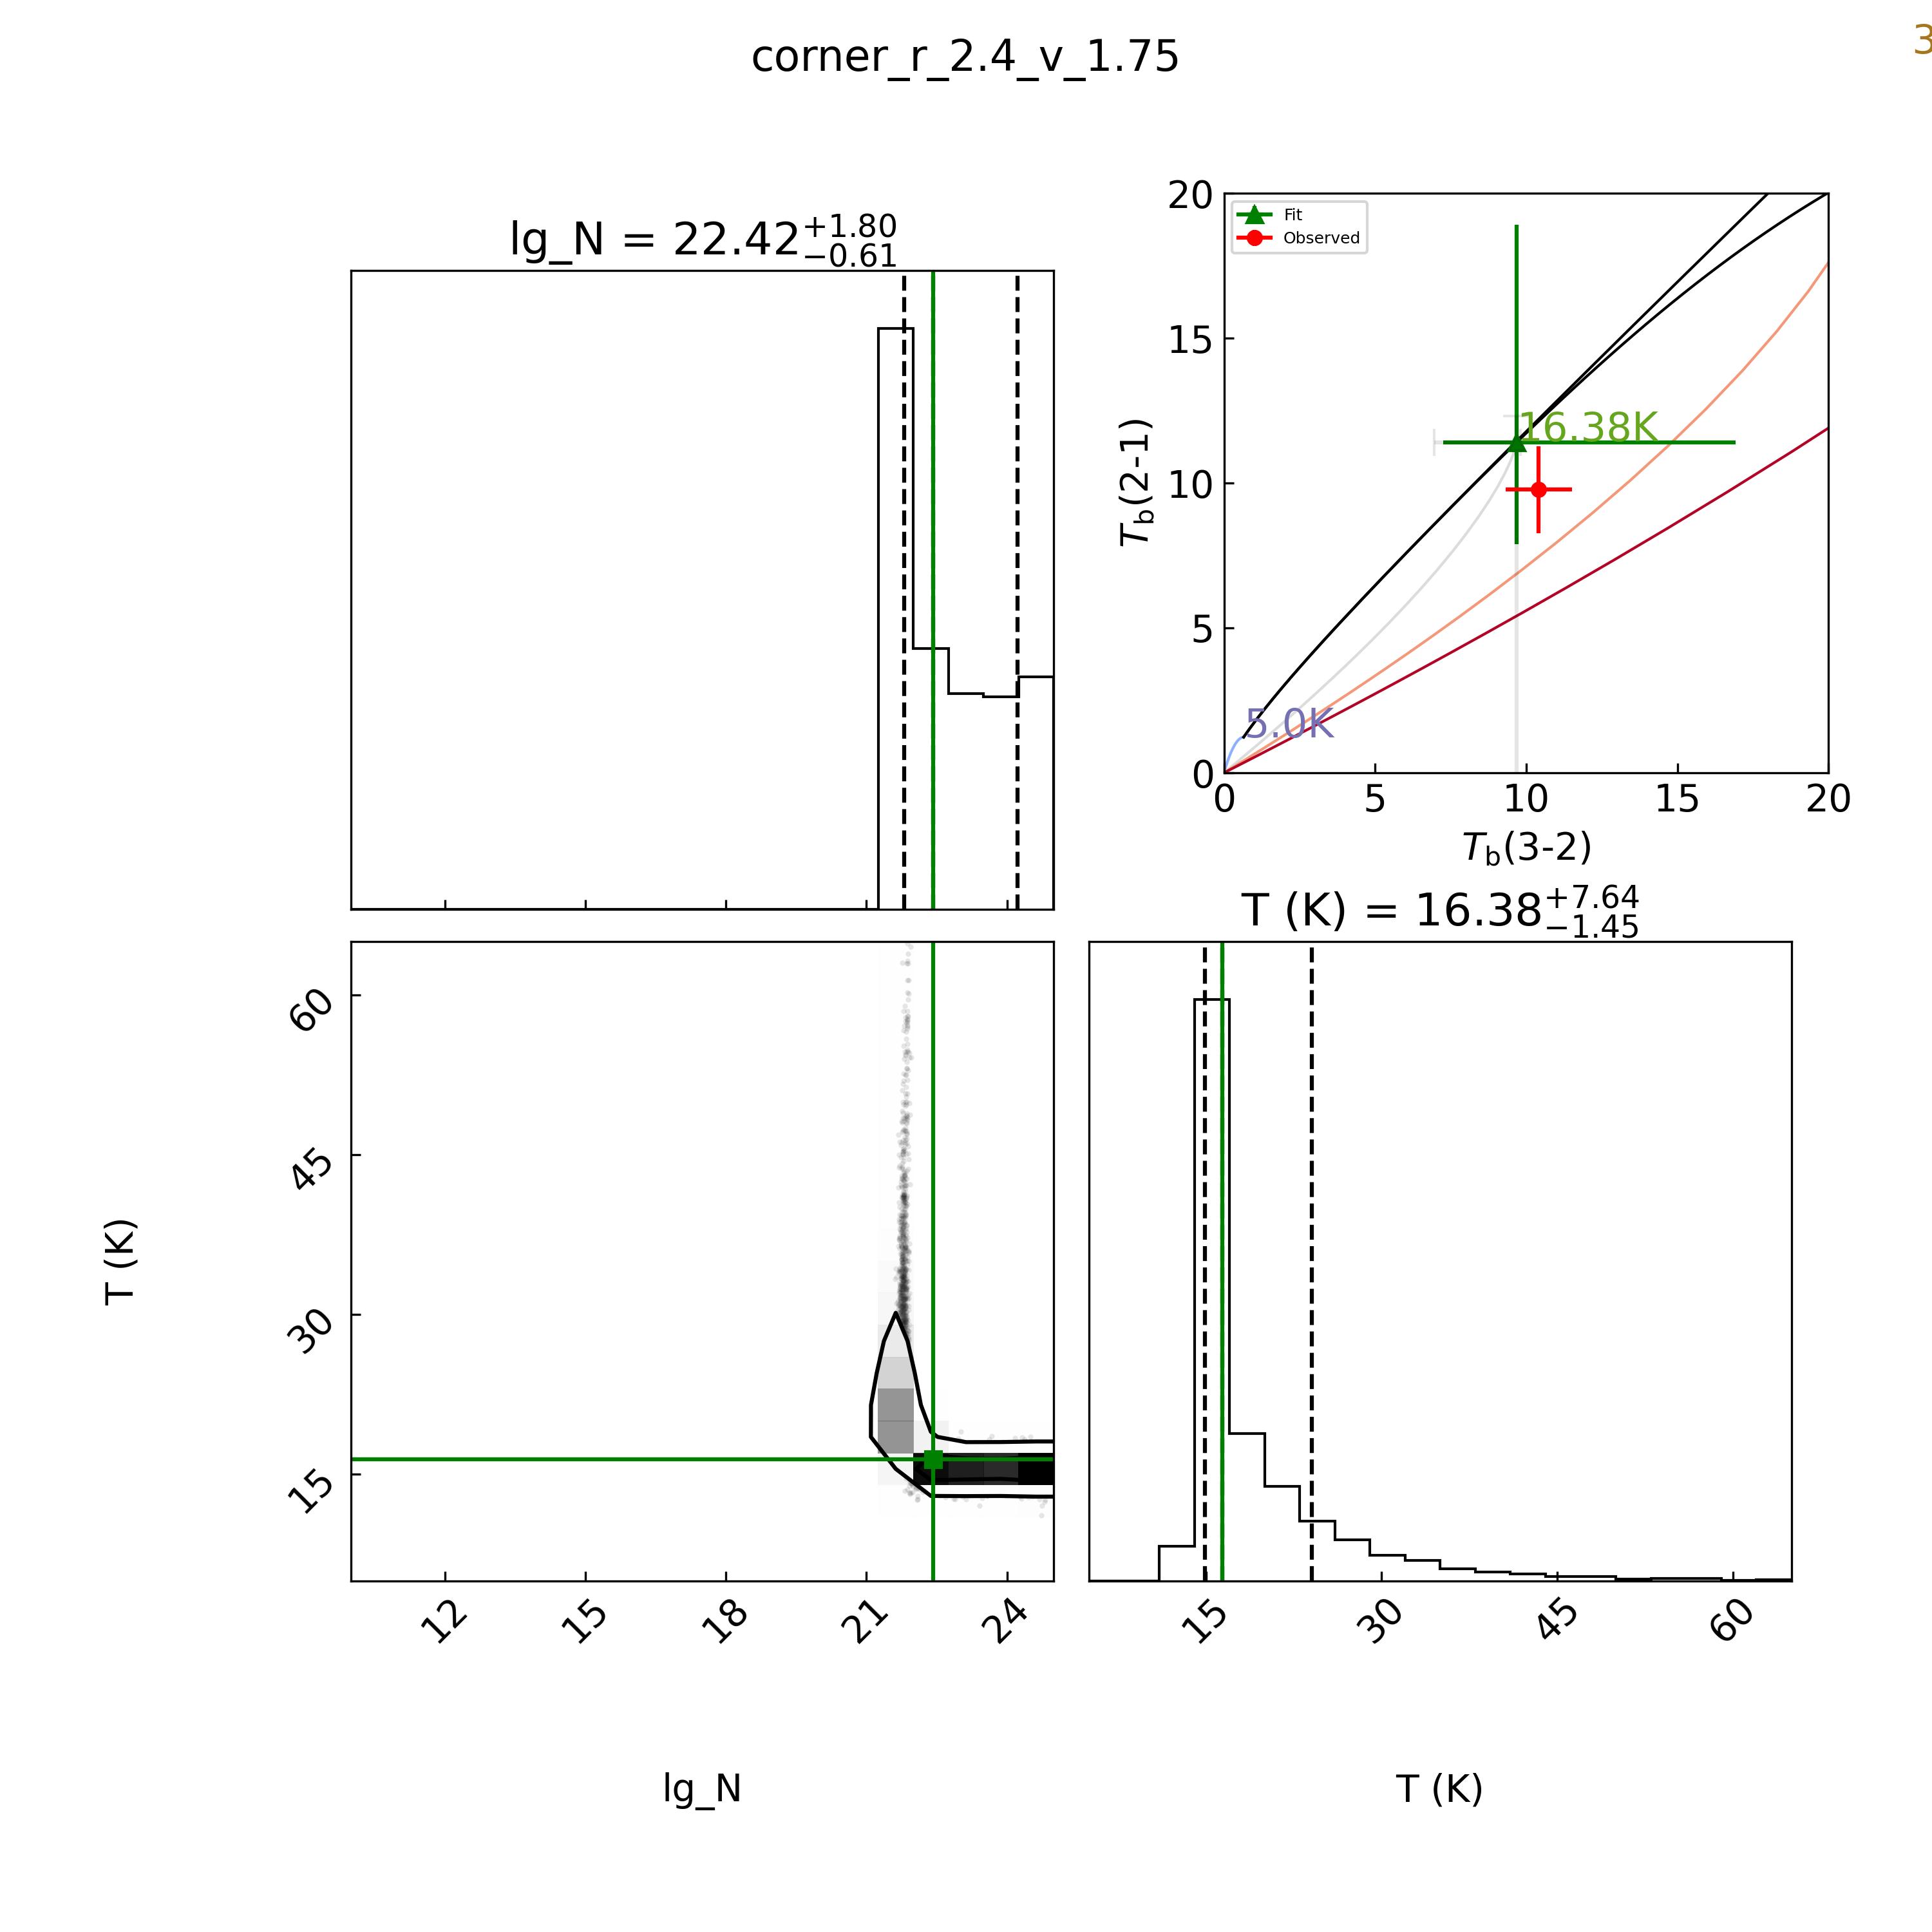 corner_r_2.4_v_1.75
3
lg_N = 22.42+1.80 −0.61
20
15
10
5
0
Fit
Observed
16.38K
5.0K
Tb(2-1)
0 5 10 15 20
Tb(3-2)
T (K) = 16.38+7.64 −1.45
60
45
30
15
T (K)
12 15 18 21 24
15 30 45 60
lg_N
T (K)